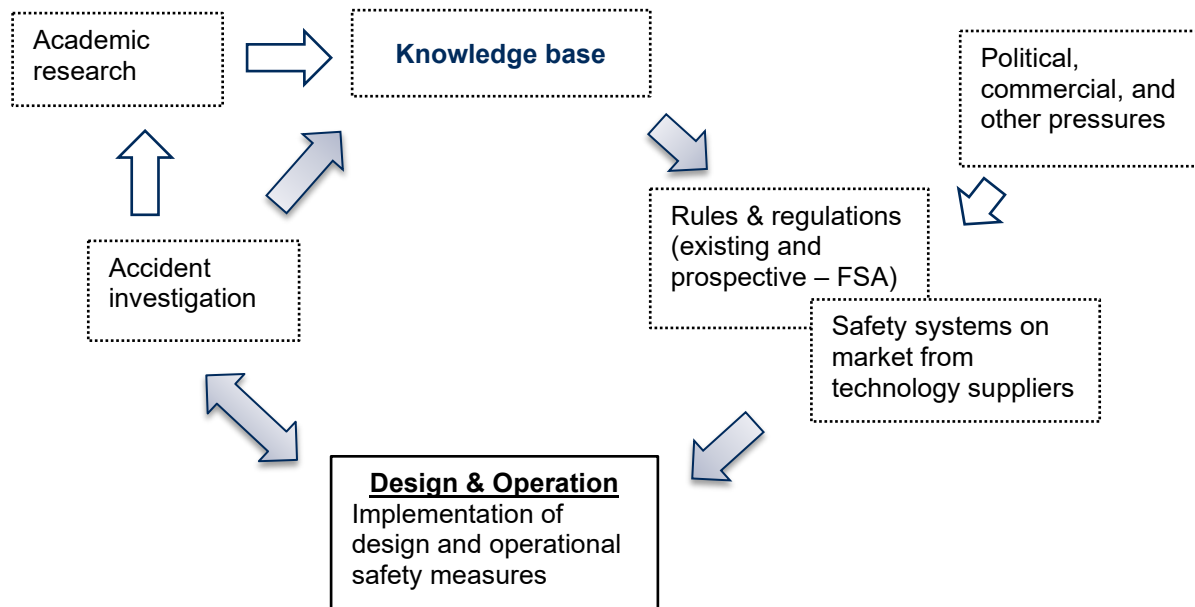 Academic
research
Knowledge base
Political,
commercial, and
other pressures
Rules & regulations
(existing and
prospective – FSA)
Accident
investigation
Safety systems on
market from
technology suppliers
Design & Operation
Implementation of
design and operational
safety measures